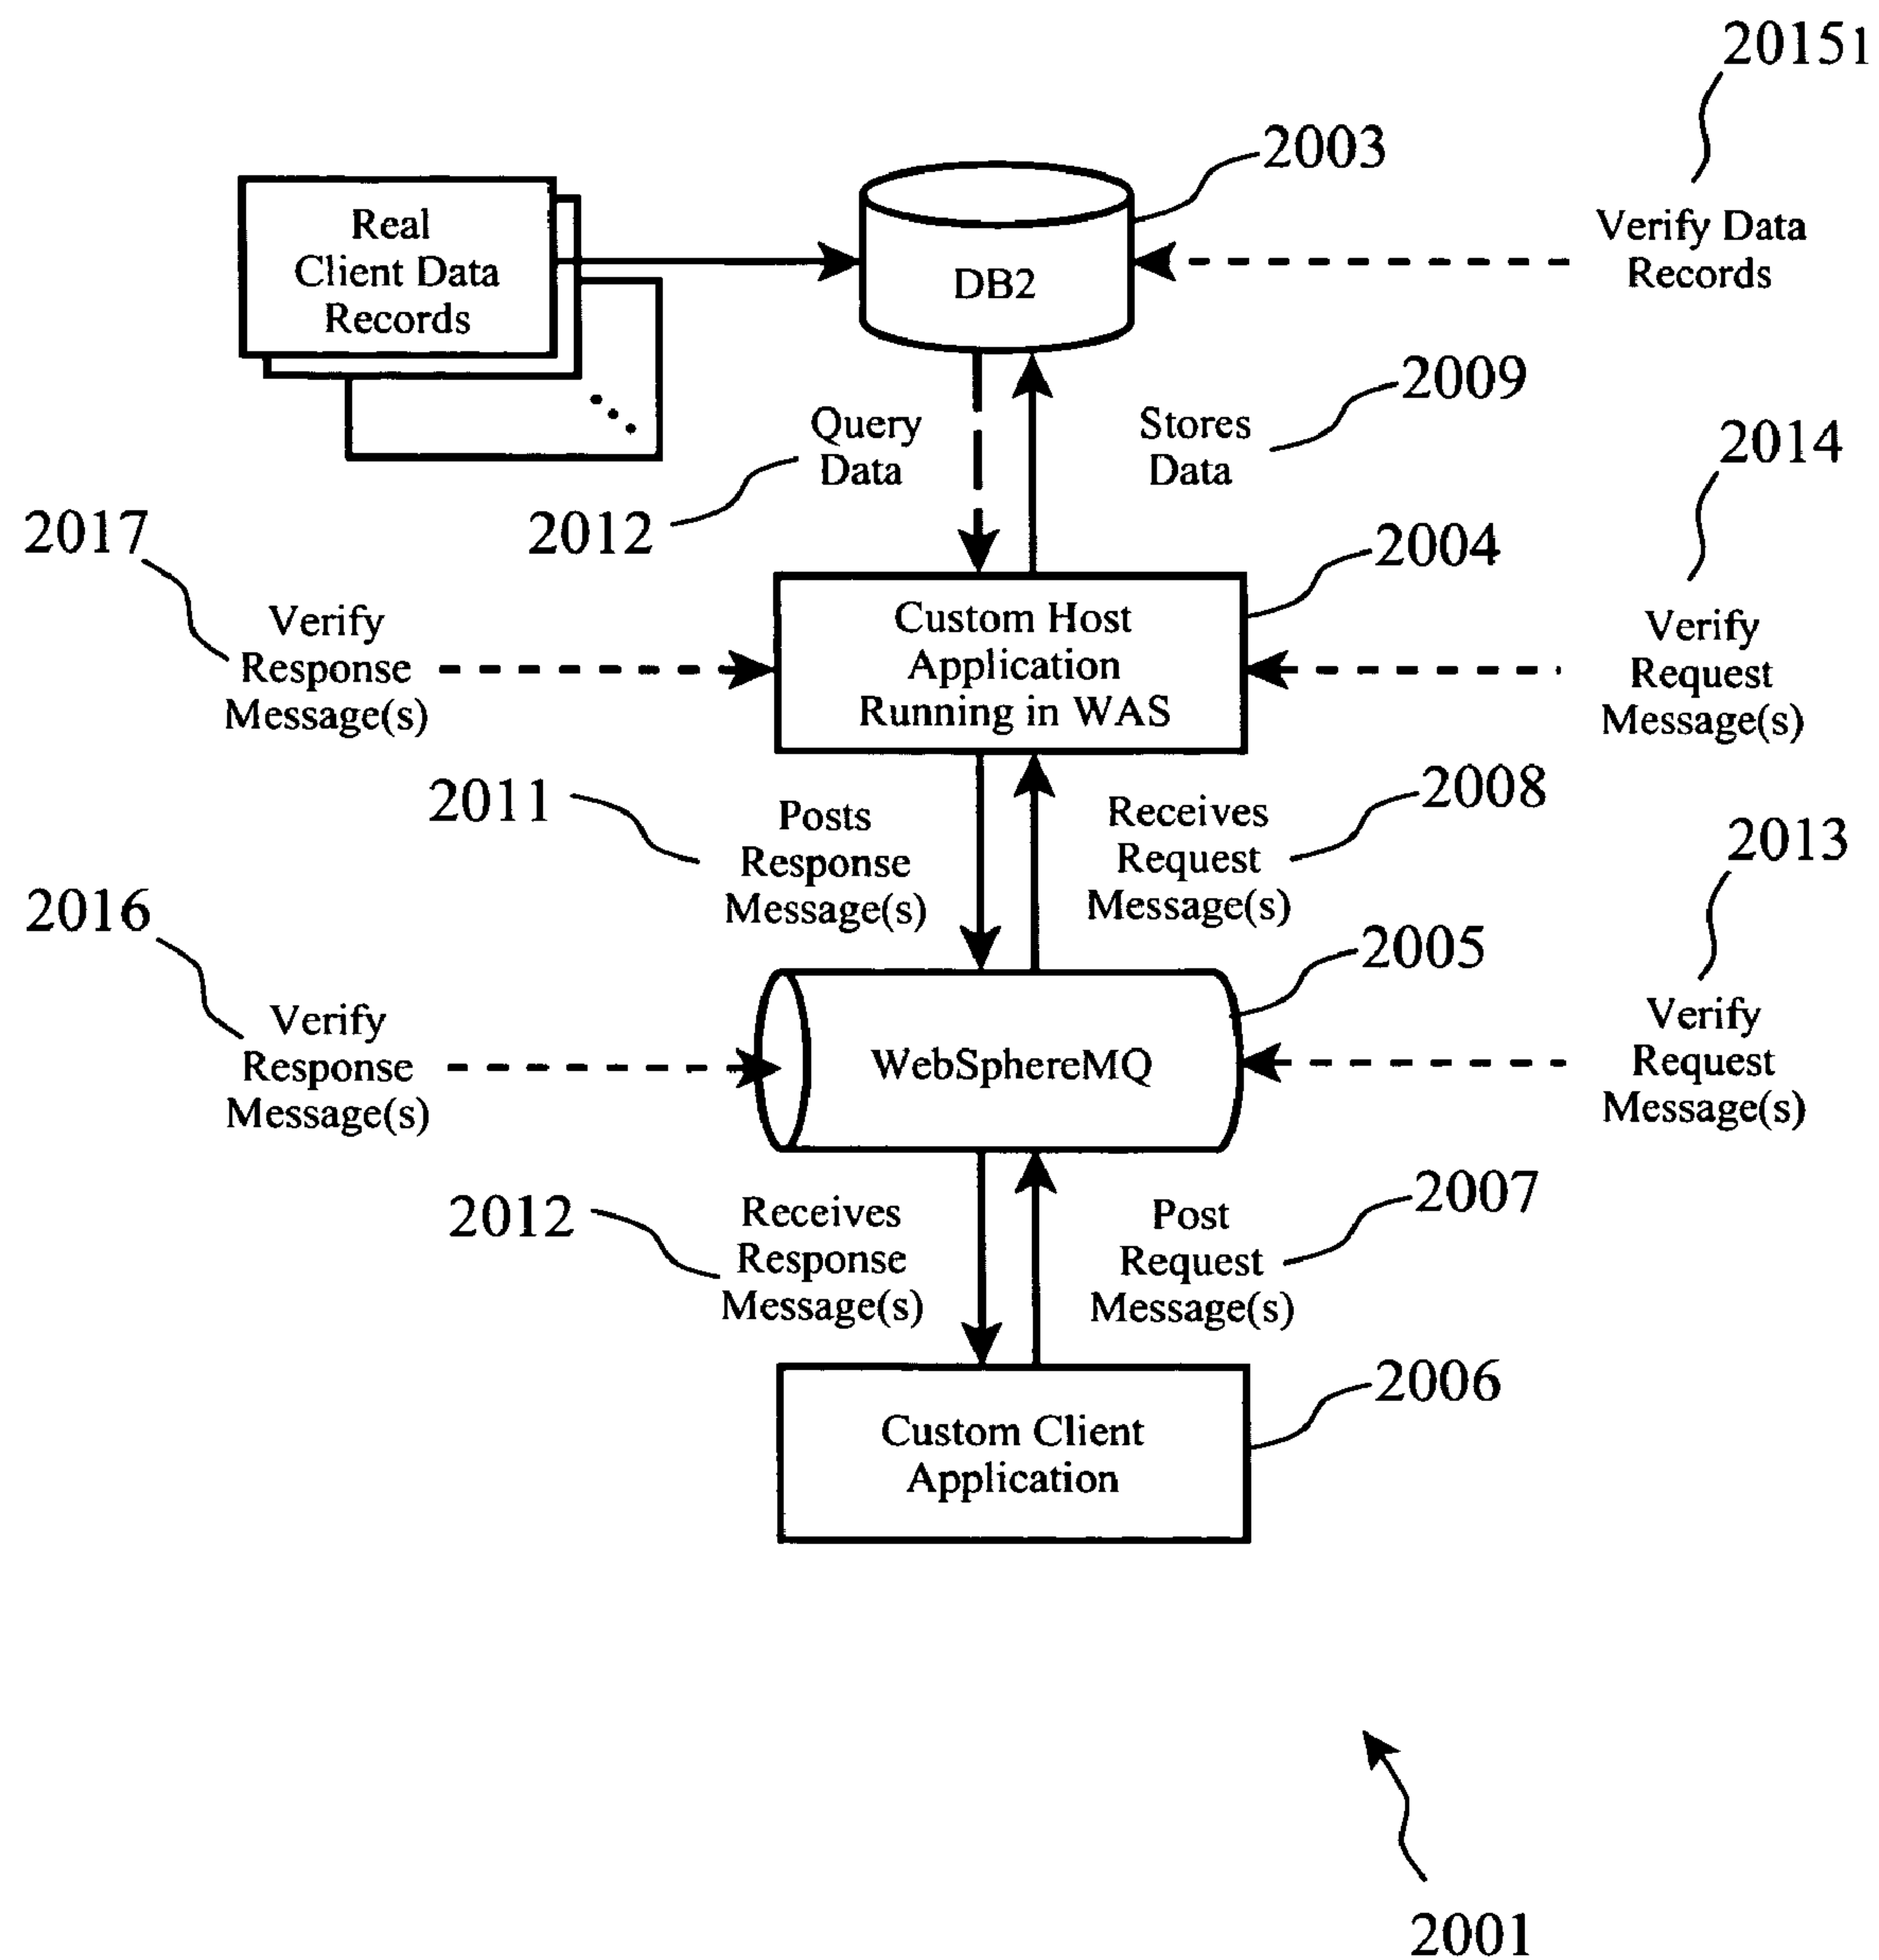 2015i
2003
Real
Client Data
Records
DB2
Verify Data
Records
2009
Query
Data
Stores
Data
2014
2017
2012
2004
Verify
Response
Message(s)
Custom Host
Application
Running in WAS
Verify
Request
Message(s)
2011
Posts
Response
Message(s)
Receives
Request
Message(s)
2008
2013
2016
2005
Verify
Response
Message(s)
WebSphereMQ
Verify
Request
Message(s)
2012
Receives
Response
Message(s)
Post
Request
Message(s)
2007
2006
Custom Client
Application
2001